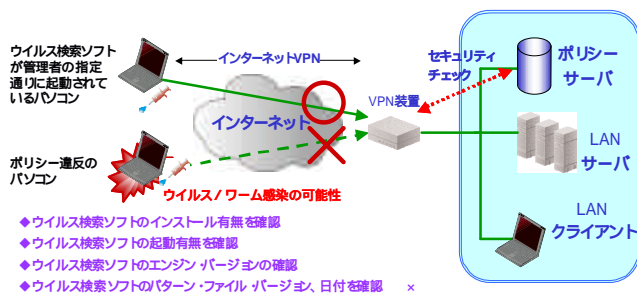 ウイルス検索ソフト
が管理者の指定
通りに起動されて
いるパソコン
インターネットVPN
セキュリティ
チェック
ポリシー
サーバ
VPN装置
インターネット
LAN
サーバ
ポリシー違反の
パソコン
ウイルス/ワーム感染の可能性
LAN
クライアント
◆ウイルス検索ソフトのインストール有無を確認
◆ウイルス検索ソフトの起動有無を確認
◆ウイルス検索ソフトのエンジン・バージョンの確認
◆ウイルス検索ソフトのパターン・ファイル・バージョン、日付を確認 ×